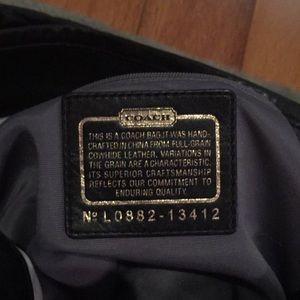 COACH
THIS IS A COACH BAG.IT WAS HAND-
CRAFTED IN CHINA FROM FULL-GRAIN
COWHIDE LEATHER. VARIATIONS IN
THE GRAIN ARE A CHARACTERISTIC.
ITS SUPERIOR CRAFTSMANSHIP
REFLECTS OUR COMMITMENT TO
ENDURING QUALITY.
Nº L0882-13412